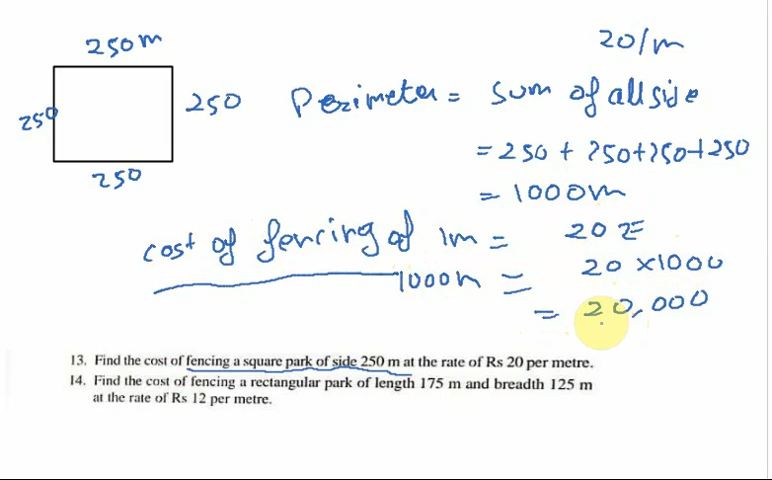 250m
20/m
250
250
250
Perimeter = sum of all side
= 250 + 250+250+250
= 1000m
cost of fencing of 1m = 20 ₹
1000m = 20 x1000
= 20,000
13. Find the cost of fencing a square park of side 250 m at the rate of Rs 20 per metre.
14. Find the cost of fencing a rectangular park of length 175 m and breadth 125 m
at the rate of Rs 12 per metre.